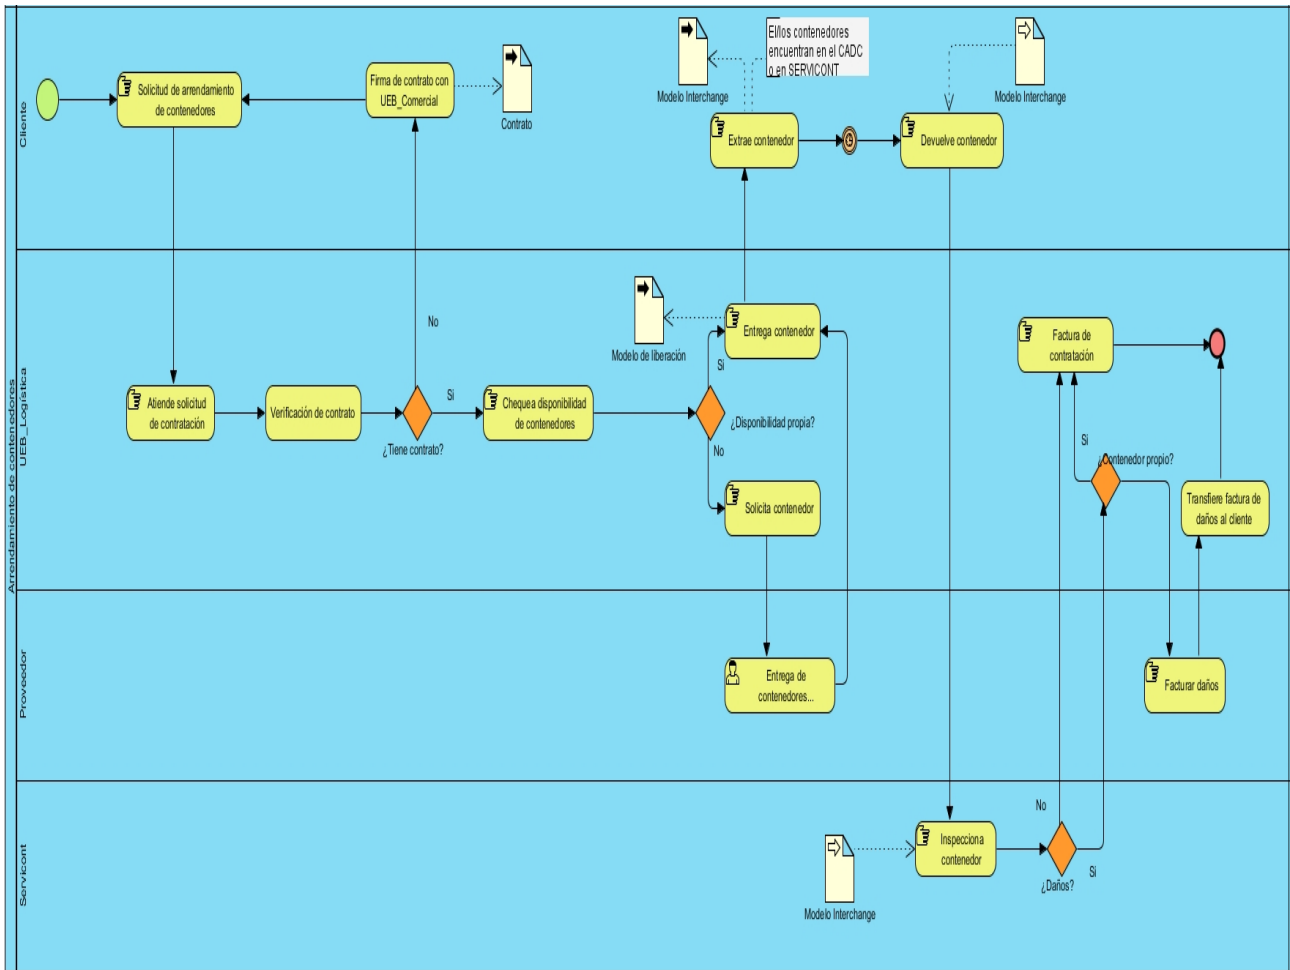 Arrendamiento de contenedores
Cliente
Solicitud de arrendamiento
de contenedores
Firma de contrato con
UEB_Comercial
Contrato
Modelo Interchange
El/los contenedores
encuentran en el CADC
o en SERVICONT
Modelo Interchange
Extrae contenedor
Devuelve contenedor
UEB_Logística
No
Modelo de liberación
Entrega contenedor
Si
Factura de
contratación
Atiende solicitud
de contratación
Verificación de contrato
Si
¿Tiene contrato?
Chequea disponibilidad
de contenedores
¿Disponibilidad propia?
No
Solicita contenedor
Si
¿Contenedor propio?
Transfiere factura de
daños al cliente
Proveedor
Entrega de
contenedores...
Facturar daños
Servicont
Modelo Interchange
Inspecciona
contenedor
No
¿Daños?
Si